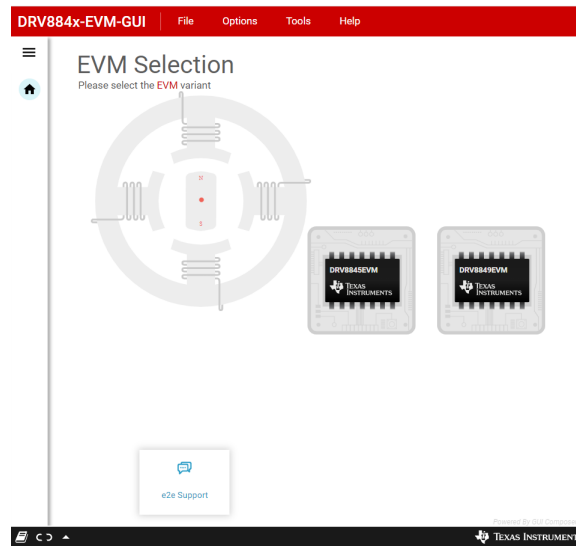 DRV884x-EVM-GUI File Options Tools Help
EVM Selection
Please select the EVM variant
N
S
DRV8845EVM
TEXAS
INSTRUMENTS
DRV8849EVM
TEXAS
INSTRUMENTS
e2e Support
Powered By GUI Composer
TEXAS INSTRUMENT